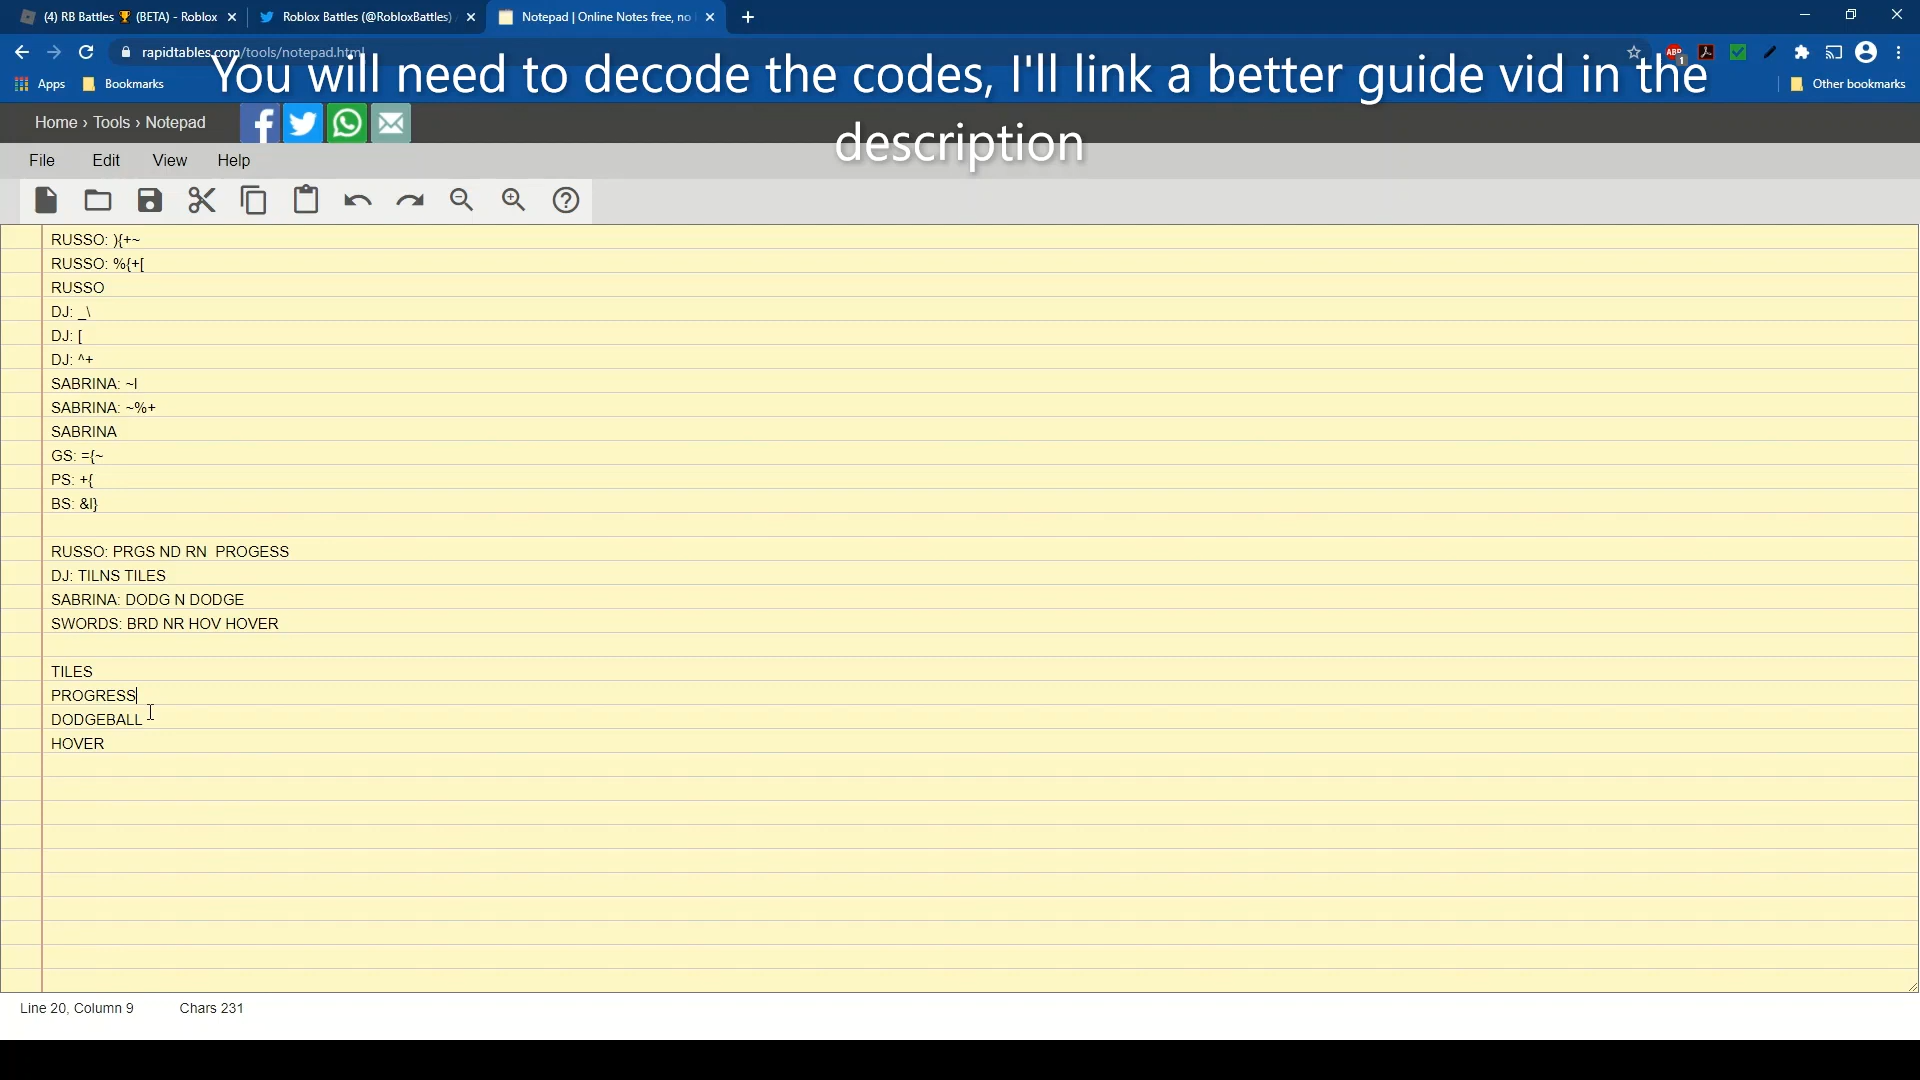 (4) RB Battles 🏆 (BETA) - Roblox
Roblox Battles (@RobloxBattles)
Notepad | Online Notes free, no
rapidtables.com/tools/notepad.html
ABP
1
Apps
Bookmarks
Other bookmarks
You will need to decode the codes, I'll link a better guide vid in the
description
Home › Tools › Notepad
File Edit View Help
RUSSO: ){+~
RUSSO: %{+[
RUSSO
DJ: _\
DJ: [
DJ: ^+
SABRINA: ~I
SABRINA: ~%+
SABRINA
GS: ={~
PS: +{
BS: &I}
RUSSO: PRGS ND RN  PROGESS
DJ: TILNS TILES
SABRINA: DODG N DODGE
SWORDS: BRD NR HOV HOVER
TILES
PROGRESS
DODGEBALL
HOVER
Line 20, Column 9
Chars 231